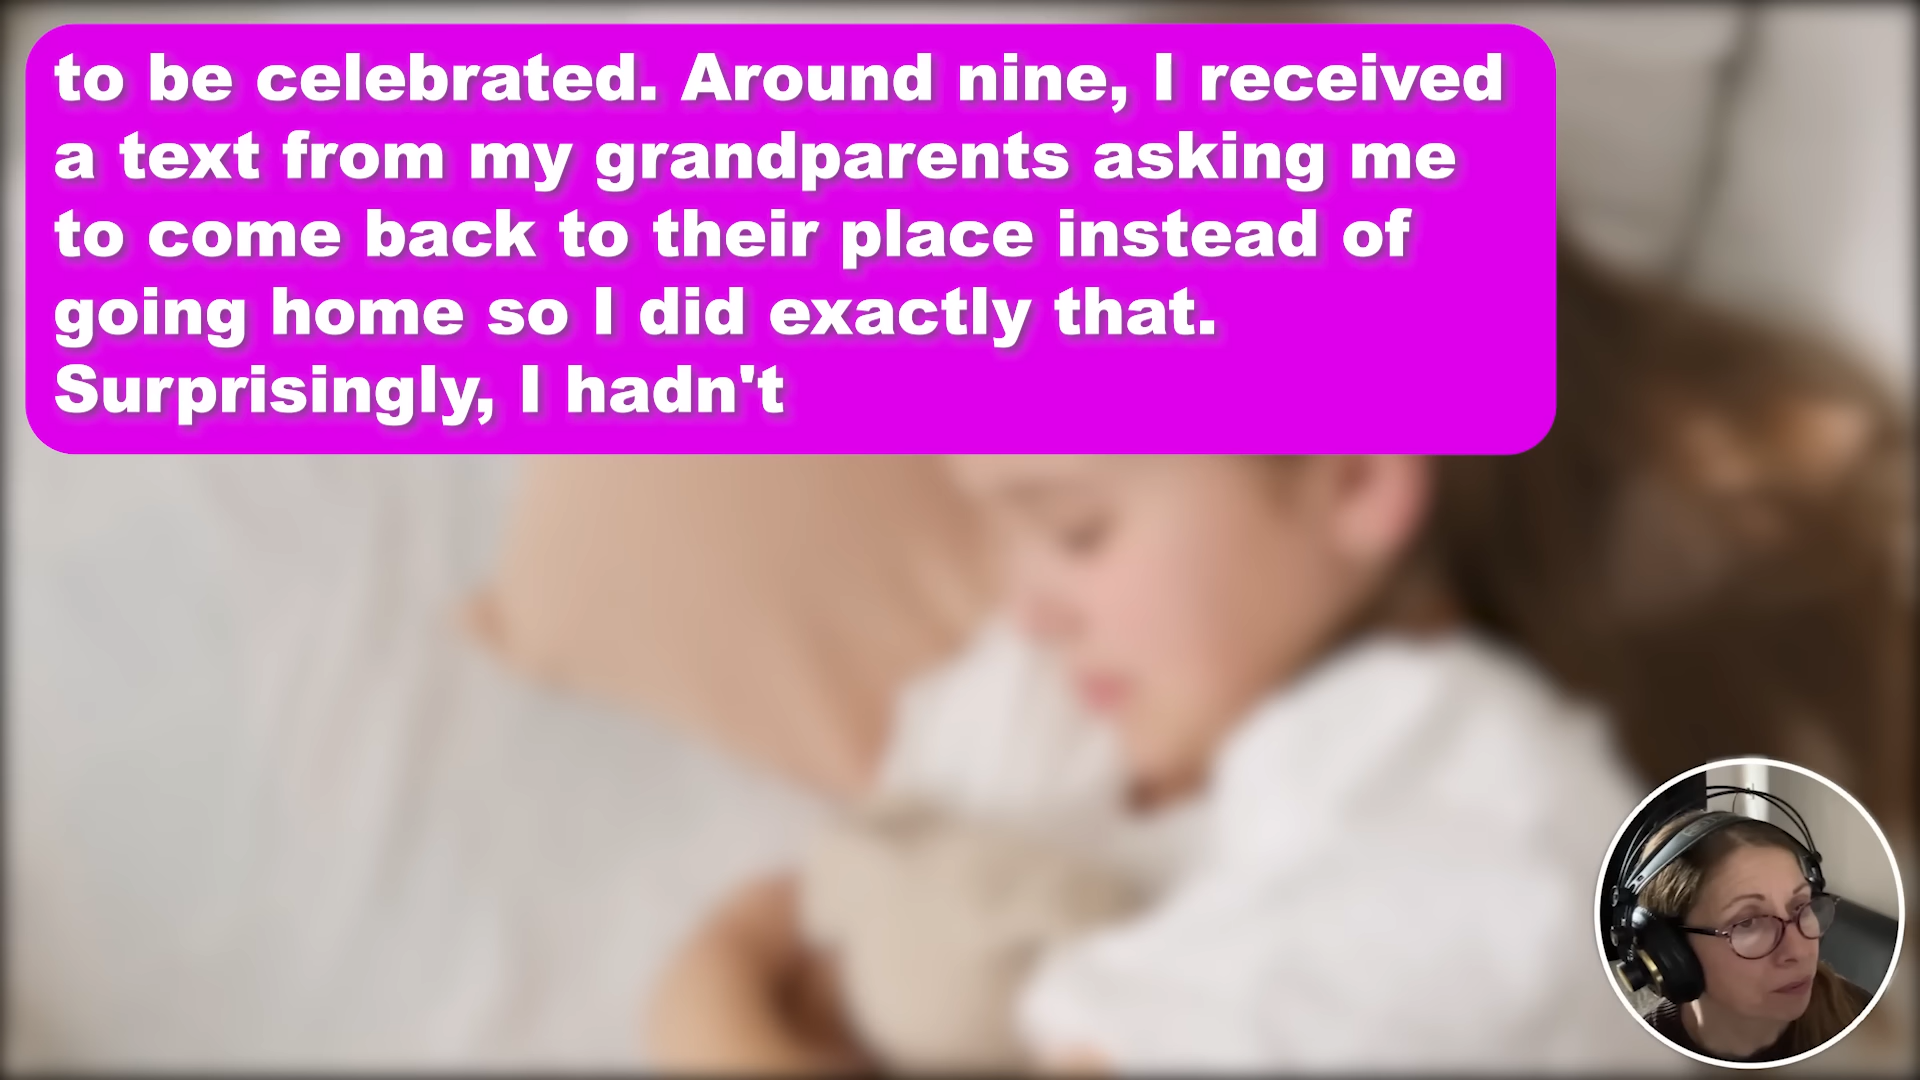 to be celebrated. Around nine, I received
a text from my grandparents asking me
to come back to their place instead of
going home so I did exactly that.
Surprisingly, I hadn't